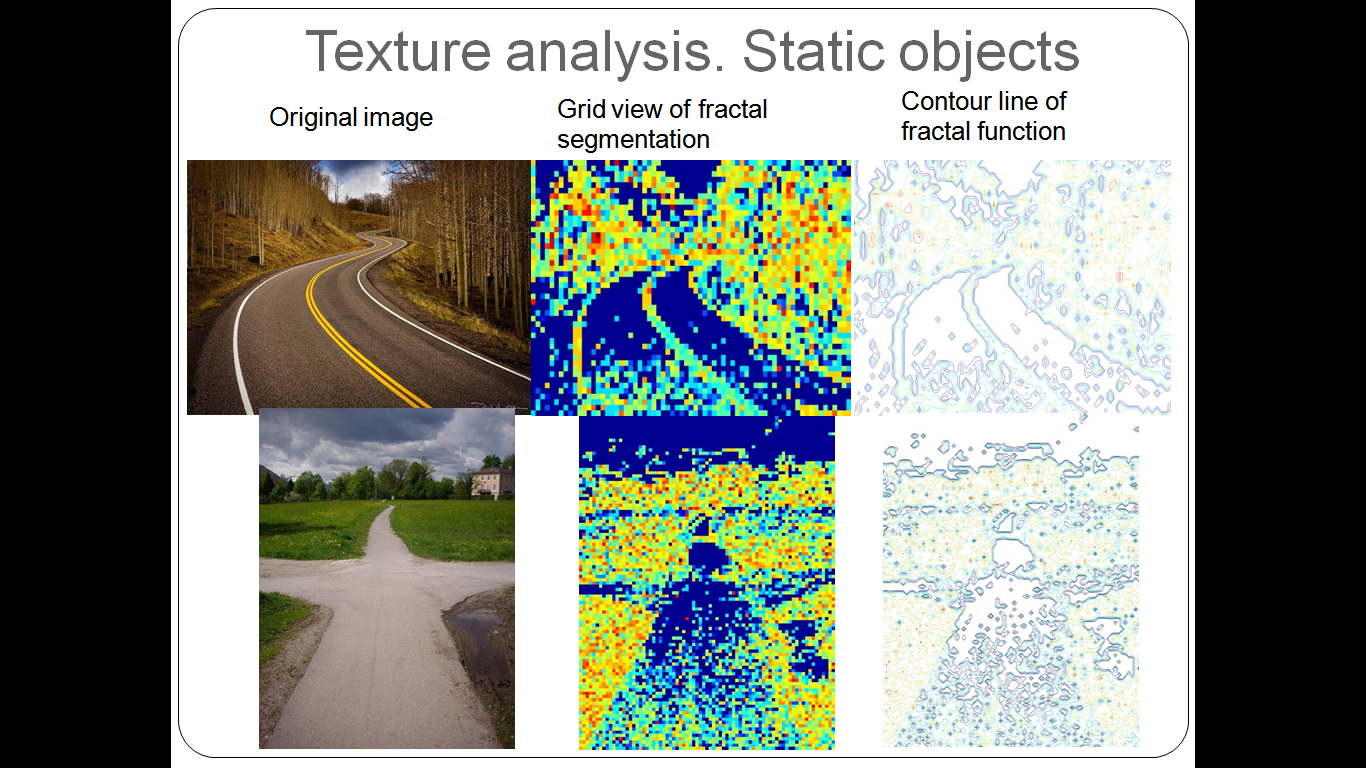 Texture analysis. Static objects
Original image
Grid view of fractal
segmentation
Contour line of
fractal function